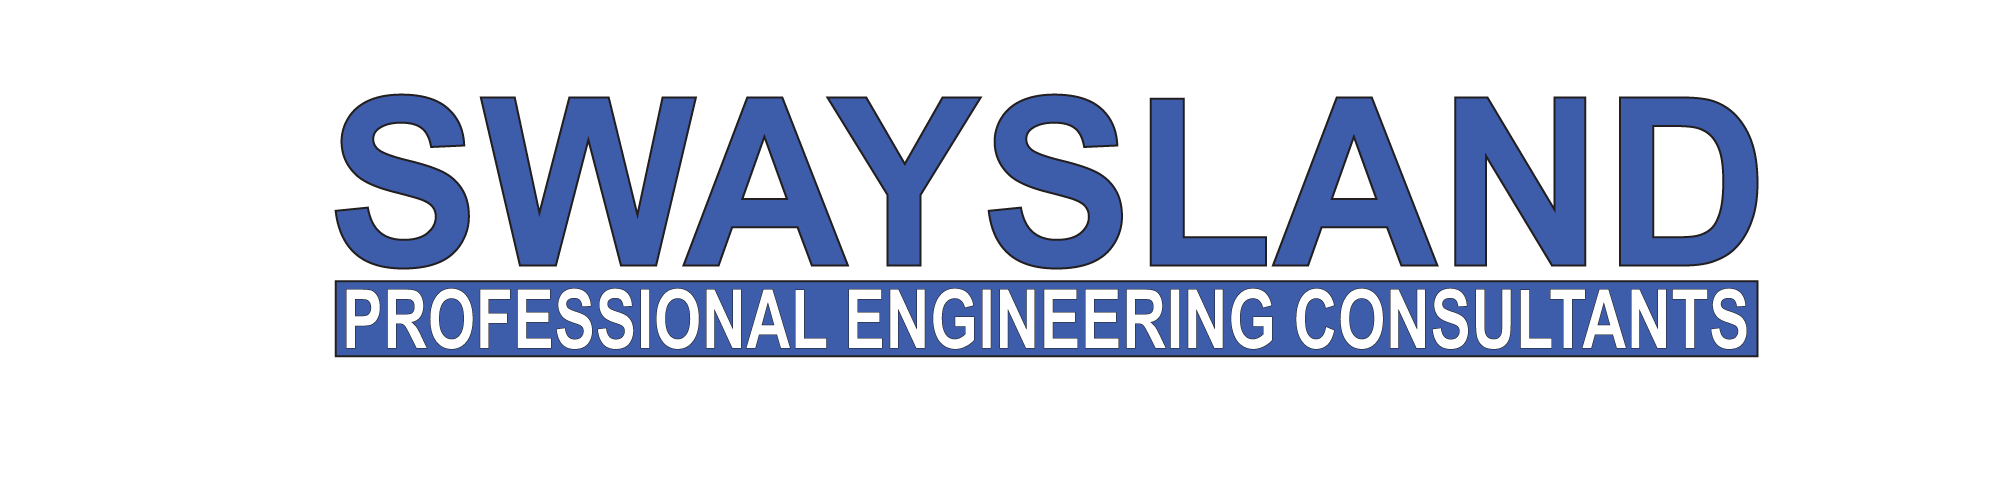 SWAYSLAND
PROFESSIONAL ENGINEERING CONSULTANTS